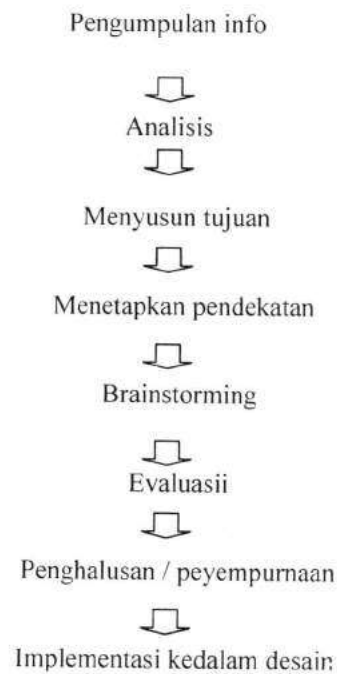 Pengumpulan info
Analisis
Menyusun tujuan
Menetapkan pendekatan
Brainstorming
Evaluasii
Penghalusan / peyempurnaan
Implementasi kedalam desain